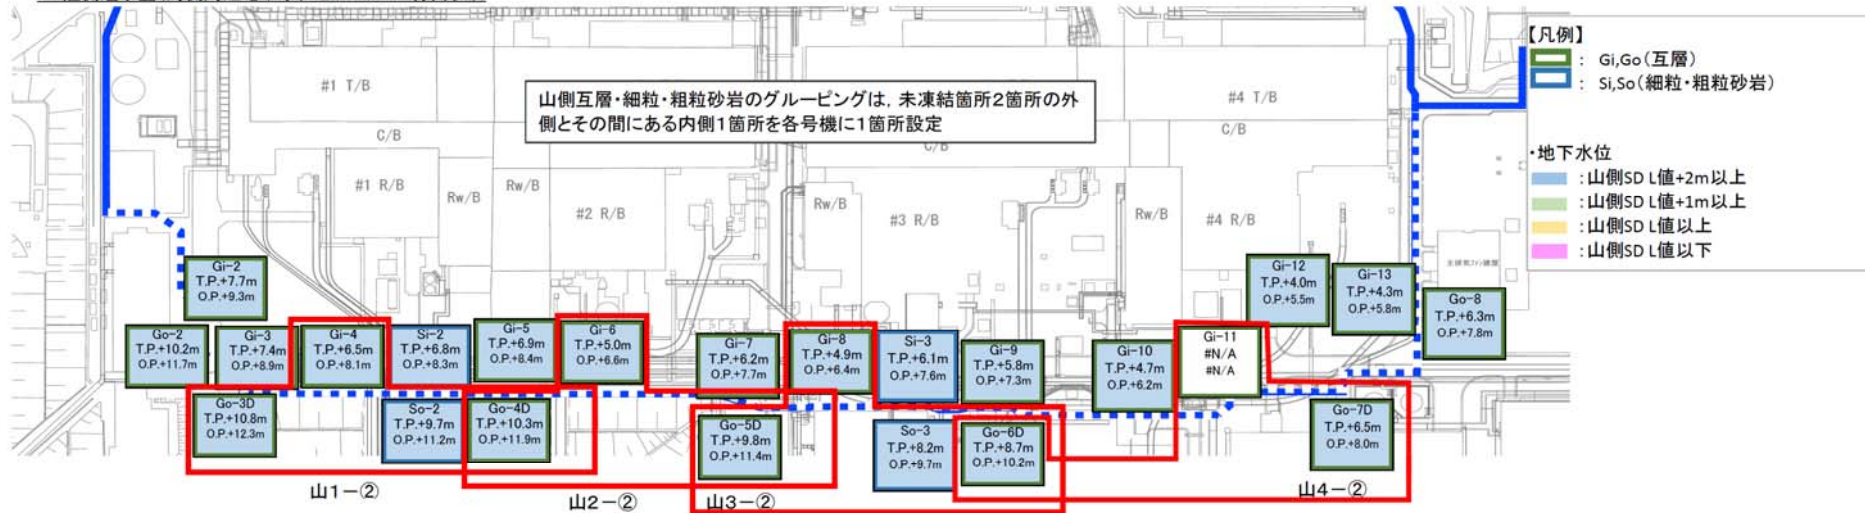 【凡例】
： Gi,Go（互層）
： Si,So（細粒・粗粒砂岩）
・地下水位
：山側SD L値+2m以上
：山側SD L値+1m以上
：山側SD L値以上
：山側SD L値以下
#1 T/B
山側互層・細粒・粗粒砂岩のグルーピングは，未凍結箇所2箇所の外
側とその間にある内側1箇所を各号機に1箇所設定
#4 T/B
C/B
C/B
#1 R/B
Rw/B
Rw/B
#2 R/B
Rw/B
#3 R/B
Rw/B
#4 R/B
Gi-2
T.P.+7.7m
O.P.+9.3m
Gi-12
T.P.+4.0m
O.P.+5.5m
Gi-13
T.P.+4.3m
O.P.+5.8m
Go-8
T.P.+6.3m
O.P.+7.8m
Go-2
T.P.+10.2m
O.P.+11.7m
Gi-3
T.P.+7.4m
O.P.+8.9m
Gi-4
T.P.+6.5m
O.P.+8.1m
Si-2
T.P.+6.8m
O.P.+8.3m
Gi-5
T.P.+6.9m
O.P.+8.4m
Gi-6
T.P.+5.0m
O.P.+6.6m
Gi-7
T.P.+6.2m
O.P.+7.7m
Gi-8
T.P.+4.9m
O.P.+6.4m
Si-3
T.P.+6.1m
O.P.+7.6m
Gi-9
T.P.+5.8m
O.P.+7.3m
Gi-10
T.P.+4.7m
O.P.+6.2m
Gi-11
#N/A
#N/A
Go-3D
T.P.+10.8m
O.P.+12.3m
So-2
T.P.+9.7m
O.P.+11.2m
Go-4D
T.P.+10.3m
O.P.+11.9m
Go-5D
T.P.+9.8m
O.P.+11.4m
So-3
T.P.+8.2m
O.P.+9.7m
Go-6D
T.P.+8.7m
O.P.+10.2m
Go-7D
T.P.+6.5m
O.P.+8.0m
山1－②
山2－②
山3－②
山4－②